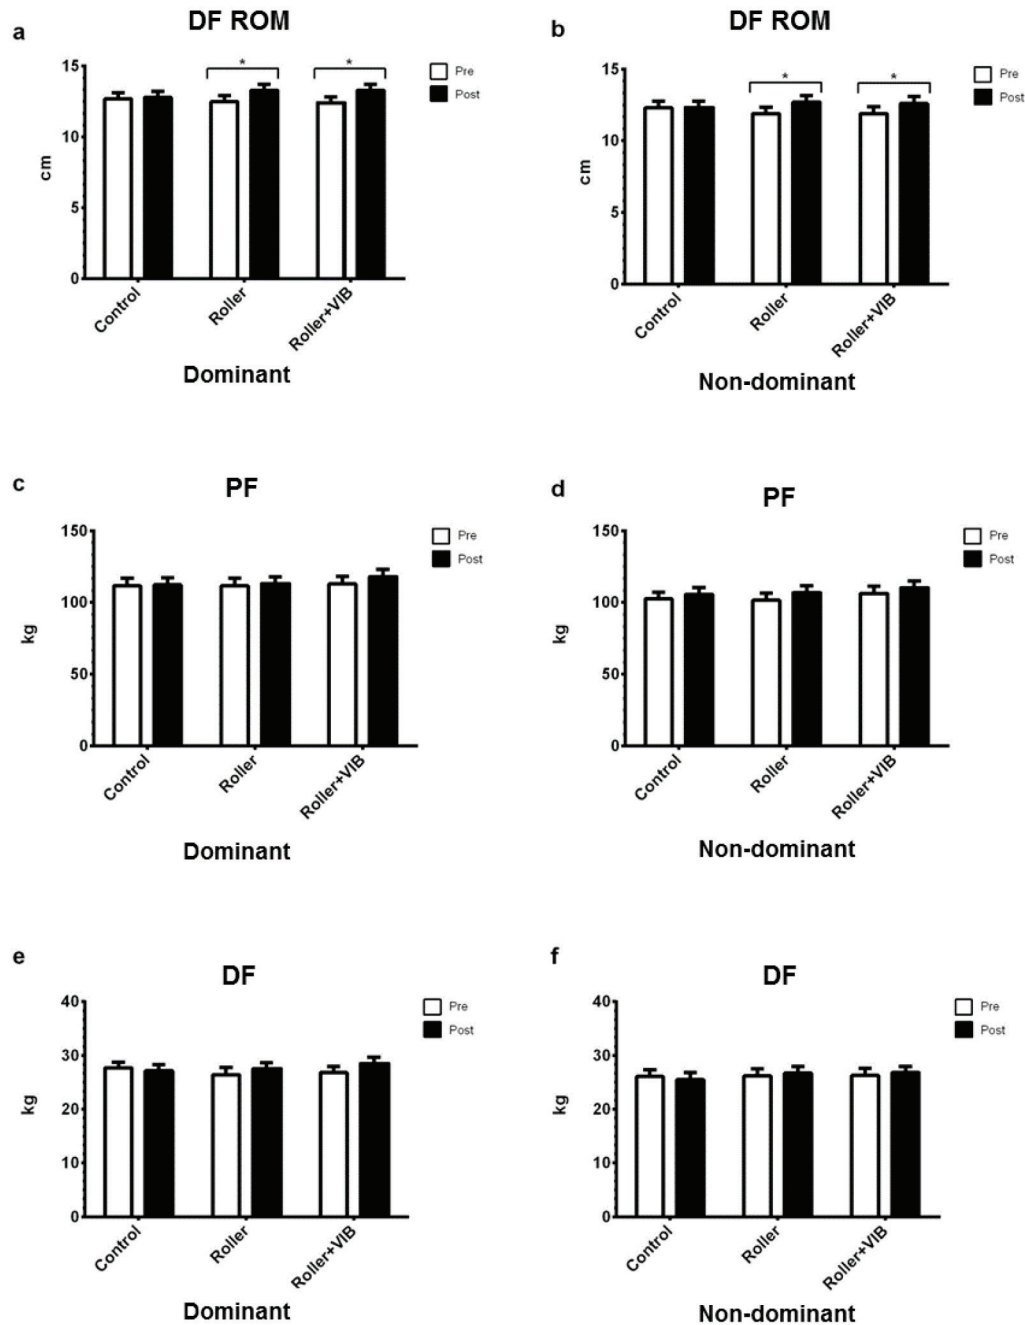 a
DF ROM
15
10
5
0
cm
*
*
Pre
Post
Control
Roller
Roller+VIB
Dominant
b
DF ROM
15
10
5
0
cm
*
*
Pre
Post
Control
Roller
Roller+VIB
Non-dominant
c
PF
150
100
50
0
kg
Pre
Post
Control
Roller
Roller+VIB
Dominant
d
PF
150
100
50
0
kg
Pre
Post
Control
Roller
Roller+VIB
Non-dominant
e
DF
40
30
20
10
0
kg
Pre
Post
Control
Roller
Roller+VIB
Dominant
f
DF
40
30
20
10
0
kg
Pre
Post
Control
Roller
Roller+VIB
Non-dominant